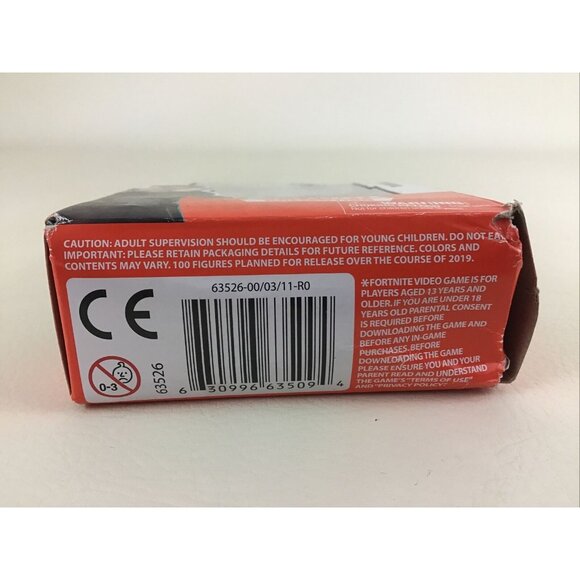 WARNING
CAUTION: ADULT SUPERVISION SHOULD BE ENCOURAGED FOR YOUNG CHILDREN. DO NOT EA
IMPORTANT: PLEASE RETAIN PACKAGING DETAILS FOR FUTURE REFERENCE. COLORS AND
CONTENTS MAY VARY. 100 FIGURES PLANNED FOR RELEASE OVER THE COURSE OF 2019.
CE
0-3
63526
63526-00/03/11-R0
6 30996 63509 4
*FORTNITE VIDEO GAME IS FOR
PLAYERS AGED 13 YEARS AND
OLDER. IF YOU ARE UNDER 18
YEARS OLD PARENTAL CONSENT
IS REQUIRED BEFORE
DOWNLOADING THE GAME AND
BEFORE ANY IN-GAME
PURCHASES. BEFORE
DOWNLOADING THE GAME
PLEASE ENSURE YOU AND YOUR
PARENT READ AND UNDERSTAND
THE GAME'S "TERMS OF USE"
AND "PRIVACY POLICY".